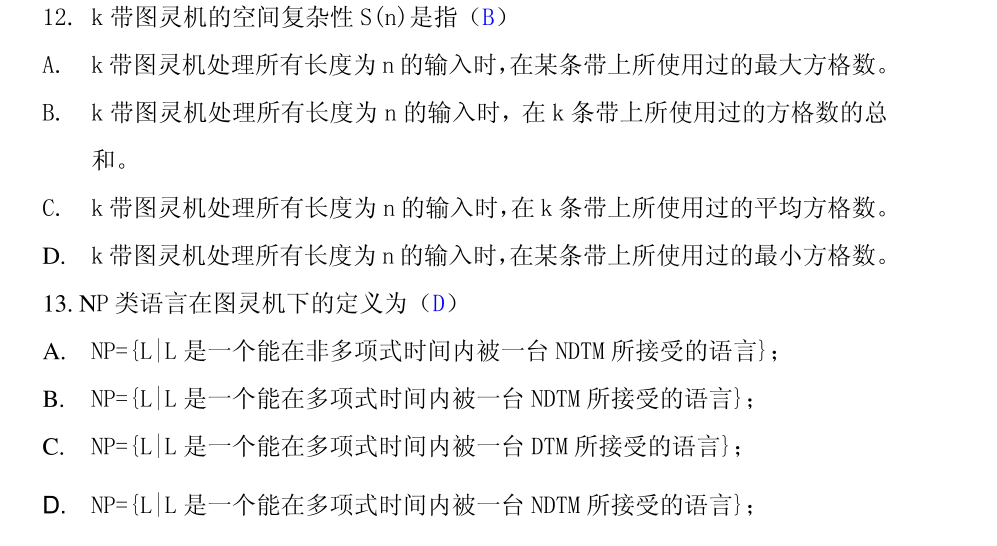 12. k 带图灵机的空间复杂性 S(n)是指（B）
A. k 带图灵机处理所有长度为 n 的输入时,在某条带上所使用过的最大方格数。
B. k 带图灵机处理所有长度为 n 的输入时，在 k 条带上所使用过的方格数的总
和。
C. k 带图灵机处理所有长度为 n 的输入时,在 k 条带上所使用过的平均方格数。
D. k 带图灵机处理所有长度为 n 的输入时,在某条带上所使用过的最小方格数。
13. NP 类语言在图灵机下的定义为（D）
A. NP={L|L 是一个能在非多项式时间内被一台 NDTM 所接受的语言};
B. NP={L|L 是一个能在多项式时间内被一台 NDTM 所接受的语言};
C. NP={L|L 是一个能在多项式时间内被一台 DTM 所接受的语言};
D. NP={L|L 是一个能在多项式时间内被一台 NDTM 所接受的语言};